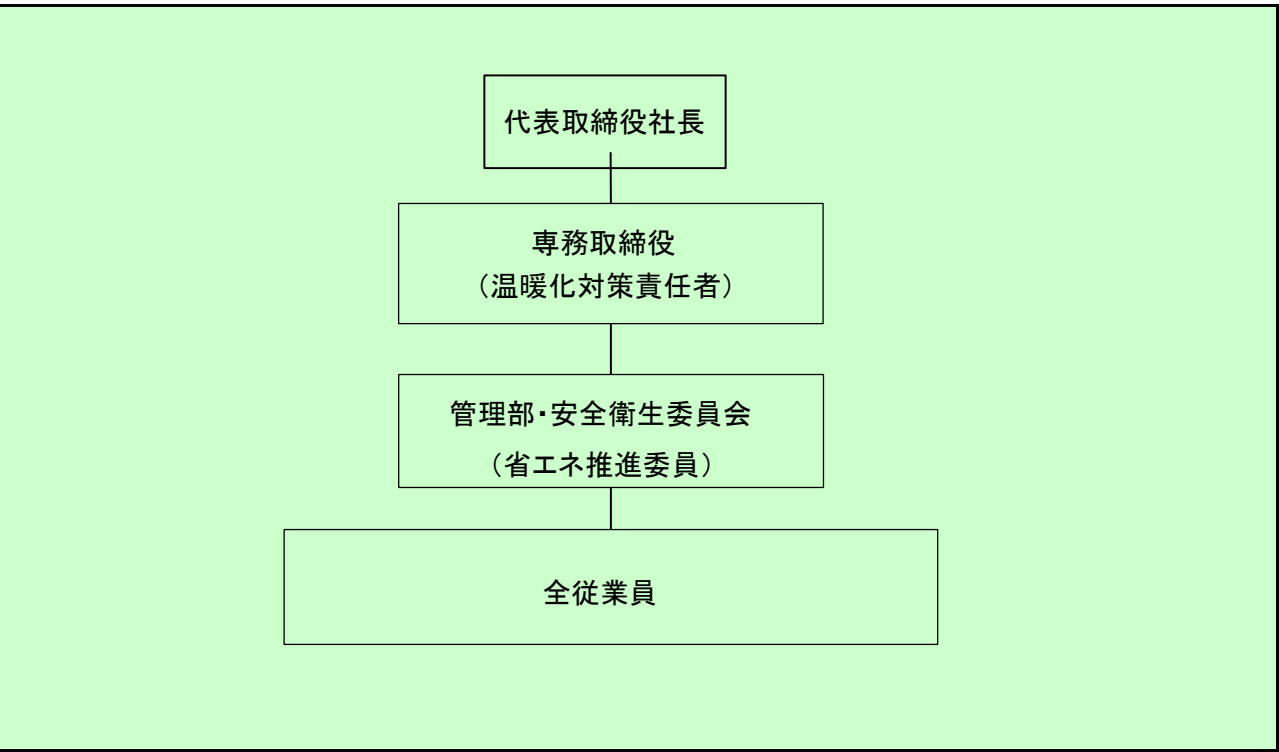 代表取締役社長
専務取締役
（温暖化対策責任者）
管理部・安全衛生委員会
（省エネ推進委員）
全従業員